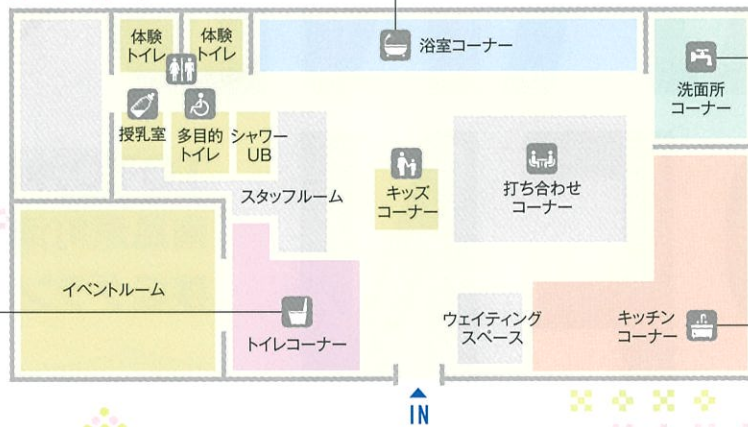 体験
トイレ
体験
トイレ
浴室コーナー
洗面所
コーナー
授乳室
多目的
トイレ
シャワー
UB
スタッフルーム
キッズ
コーナー
打ち合わせ
コーナー
イベントルーム
トイレコーナー
ウェイティング
スペース
キッチン
コーナー
IN